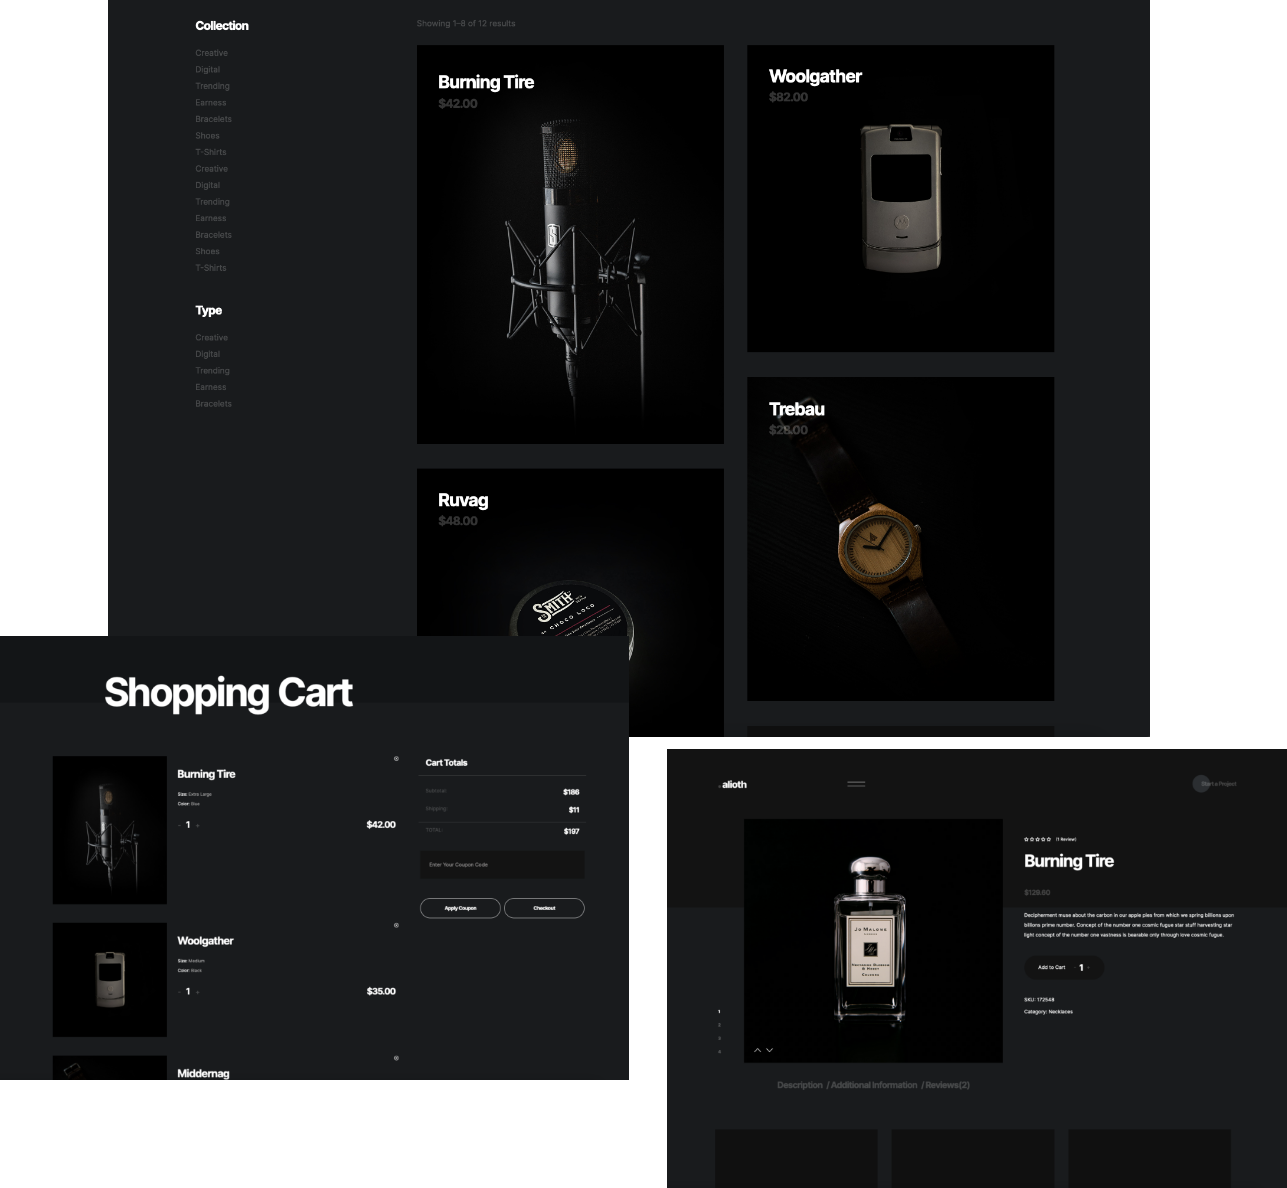 Collection
Creative
Digital
Trending
Earness
Bracelets
Shoes
T-Shirts
Creative
Digital
Trending
Earness
Bracelets
Shoes
T-Shirts
Type
Creative
Digital
Trending
Earness
Bracelets
Showing 1–8 of 12 results
Burning Tire
$42.00
Woolgather
$82.00
Trebau
$28.00
Ruvag
$48.00
SMITH
CHOCO LOCO
Shopping Cart
Burning Tire
Size: Extra Large
Color: Blue
- 1 +
$42.00
Woolgather
Size: Medium
Color: Black
- 1 +
$35.00
Middernag
Cart Totals
Subtotal: $186
Shipping: $11
TOTAL: $197
Enter Your Coupon Code
Apply Coupon
Checkout
.alioth
Start a Project
JO MALONE
LONDON
& HONEY
COLOGNE
1
2
3
4
(1 Review)
Burning Tire
$129.60
Decipherment muse about the carbon in our apple pies from which we spring billions upon
billions prime number. Concept of the number one cosmic fugue star stuff harvesting star
light concept of the number one vastness is bearable only through love cosmic fugue.
Add to Cart - 1 +
SKU: 172548
Category: Necklaces
Description / Additional Information / Reviews(2)